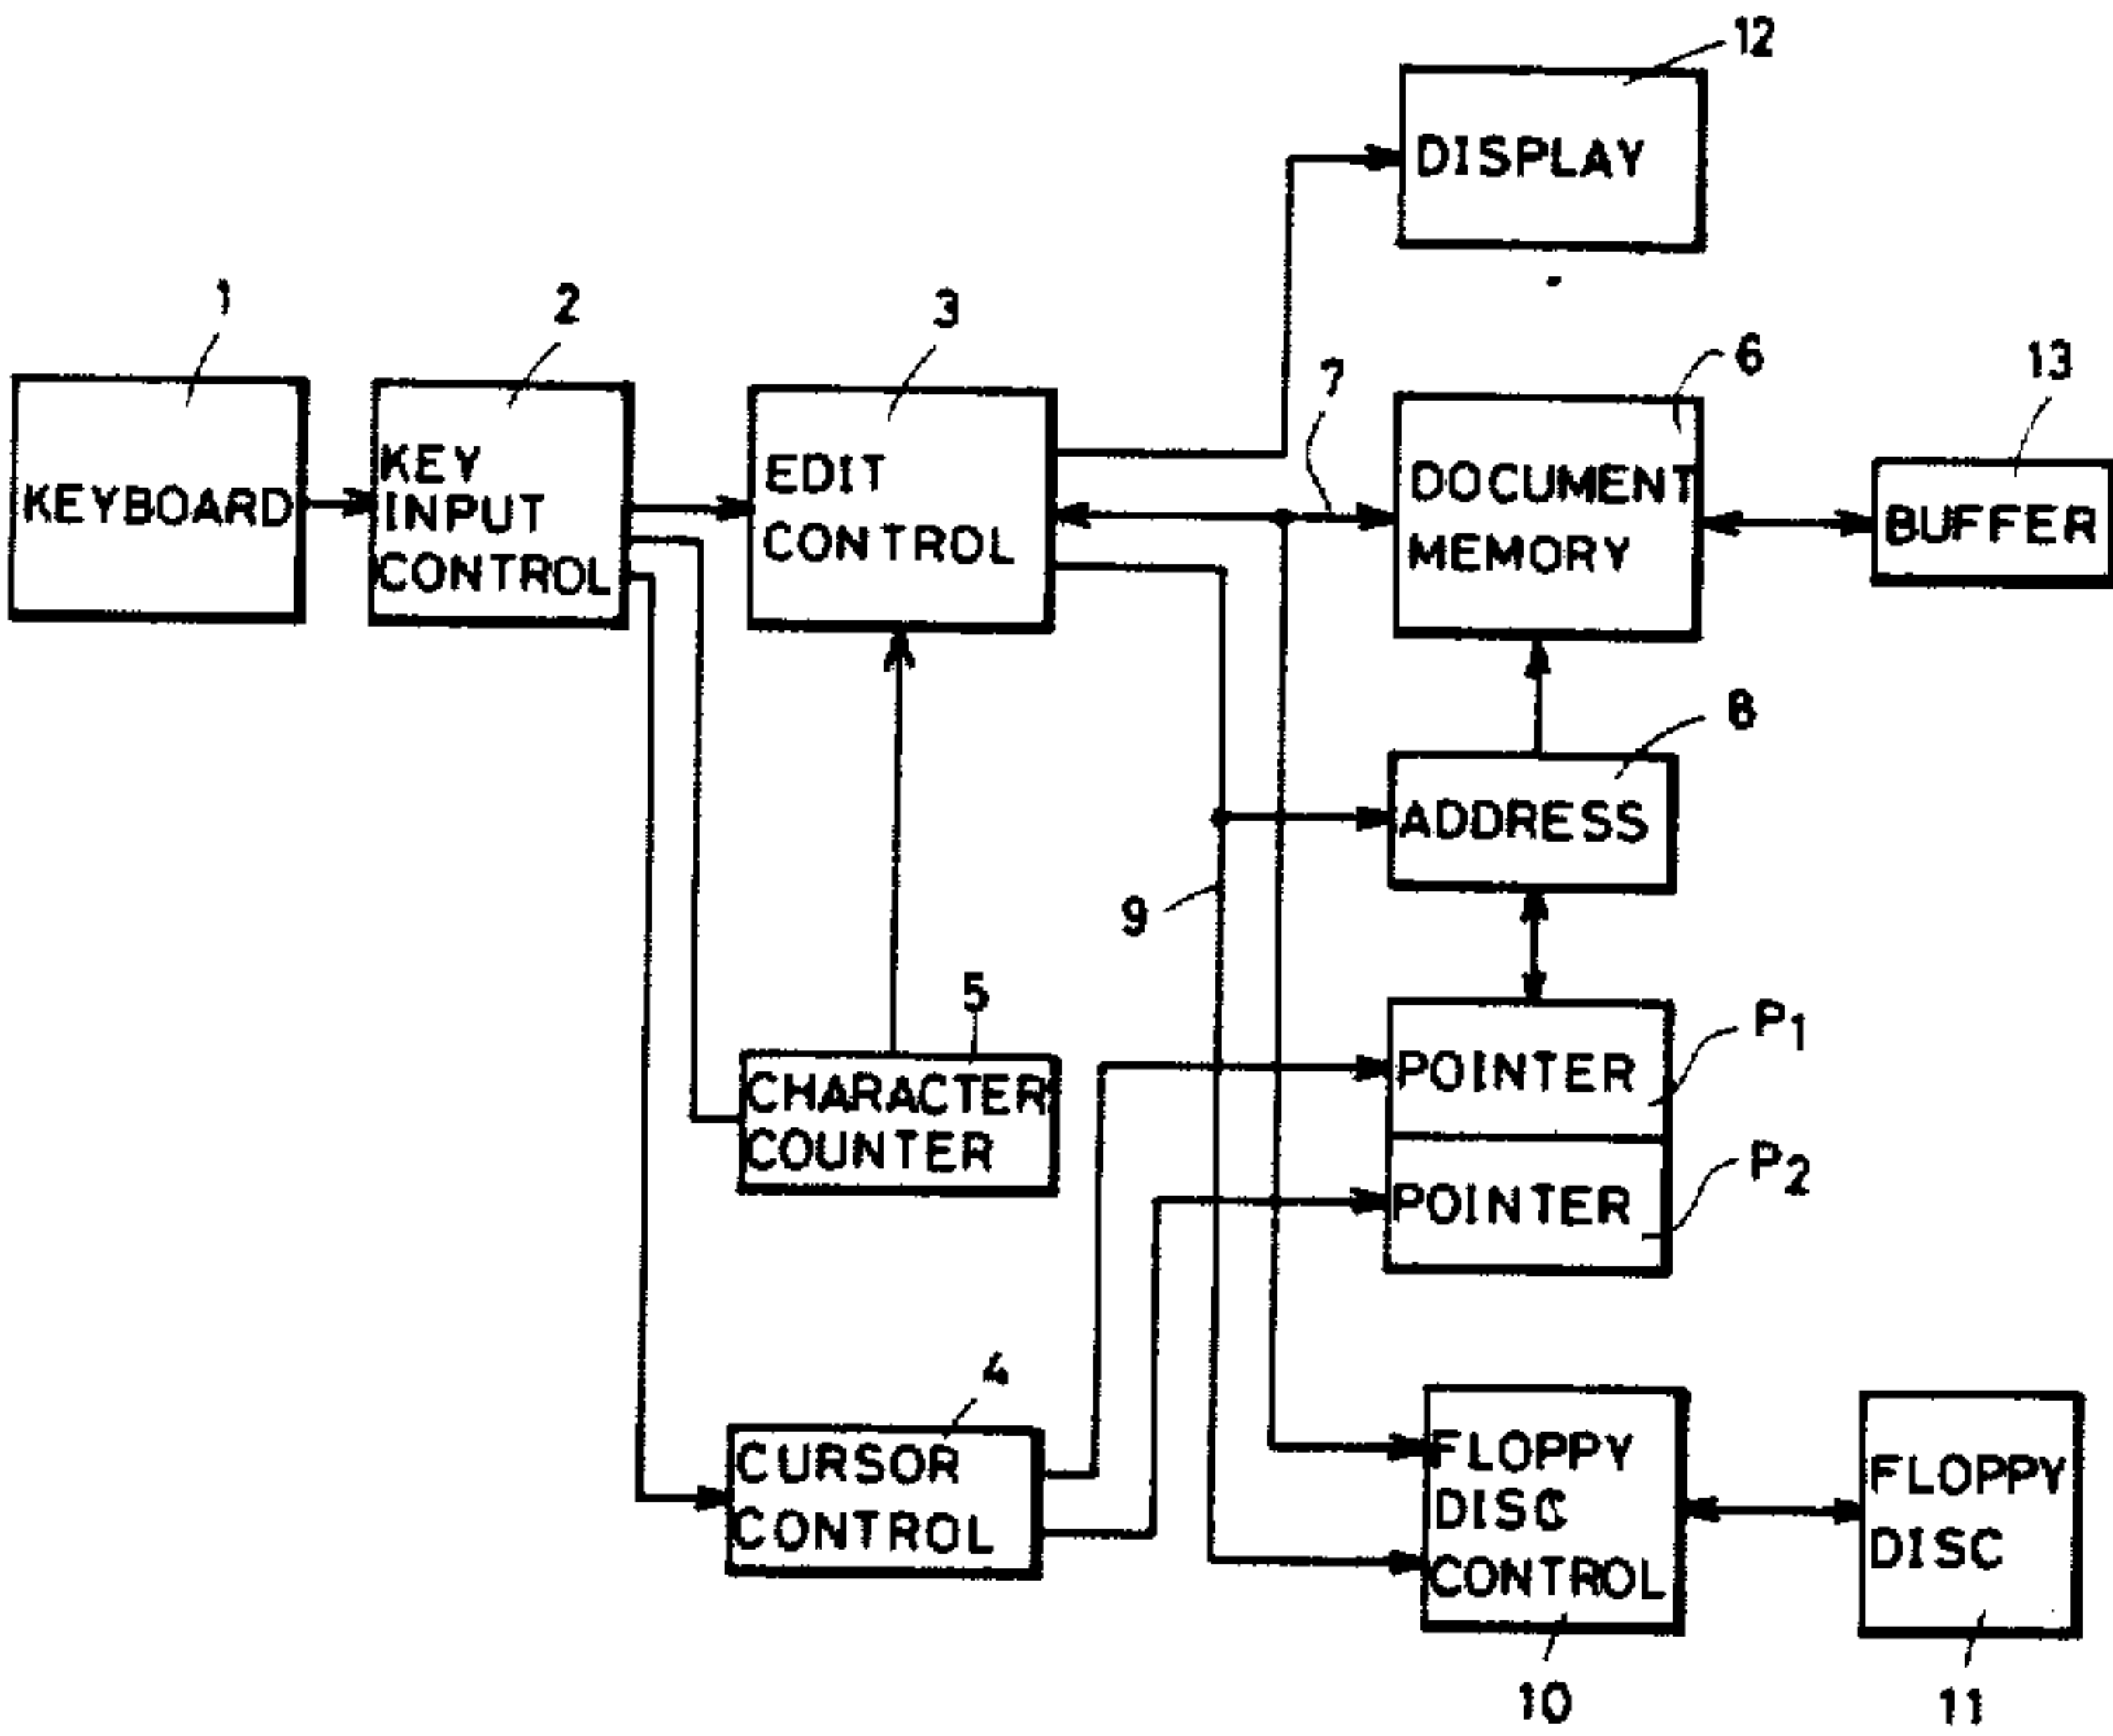 12
DISPLAY
1
2
3
7
6
13
KEYBOARD
KEY
INPUT
CONTROL
EDIT
CONTROL
DOCUMENT
MEMORY
BUFFER
8
ADDRESS
9
5
CHARACTER
COUNTER
POINTER
P1
POINTER
P2
4
CURSOR
CONTROL
FLOPPY
DISC
CONTROL
FLOPPY
DISC
10
11